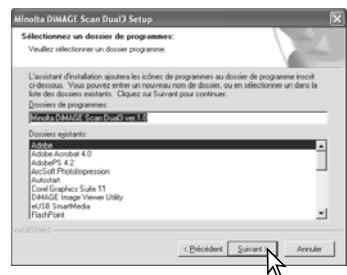 Minolta DiMAGE Scan Dual3 Setup
Sélectionnez un dossier de programmes:
Veuillez sélectionner un dossier programme.
L'assistant d'installation ajoutera les icônes de programmes au dossier de programme inscrit
ci-dessous. Vous pouvez entrer un nouveau nom de dossier, ou en sélectionner un dans la
liste des dossiers existants. Cliquez sur Suivant pour continuer.
Dossiers de programmes:
Minolta DiMAGE Scan Dual3 ver.1.0
Dossiers existants:
Adobe
Adobe Acrobat 4.0
AdobePS 4.2
ArcSoft PhotoImpression
Autostart
Corel Graphics Suite 11
DiMAGE Image Viewer Utility
eUSB SmartMedia
FlashPoint
InstallShield
< Précédent
Suivant >
Annuler